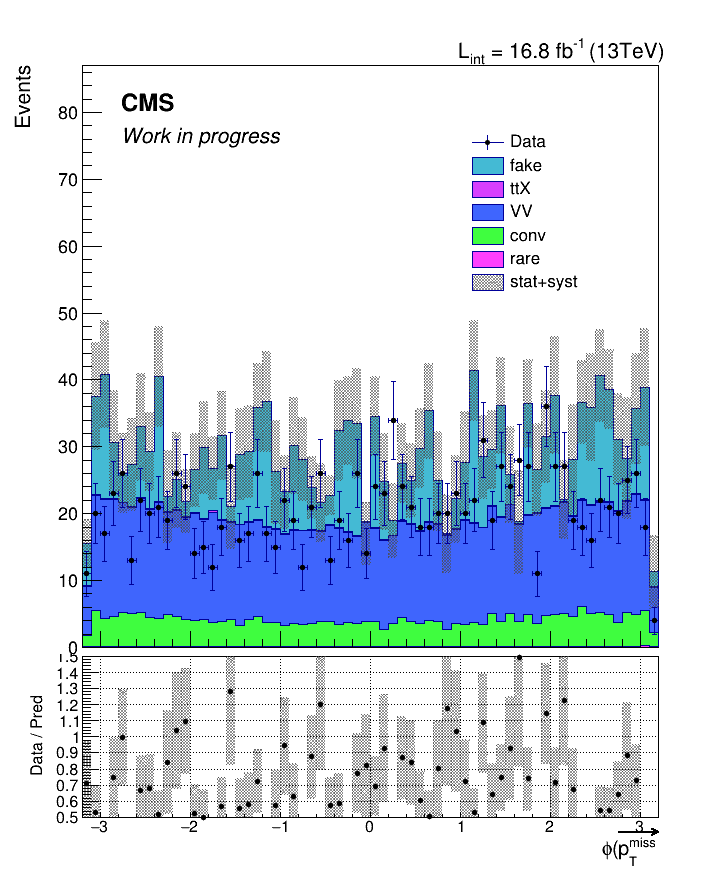 L_int = 16.8 fb^-1 (13TeV)
Events
CMS
Work in progress
Data
fake
ttX
VV
conv
rare
stat+syst
80
70
60
50
40
30
20
10
0
Data / Pred
1.5
1.4
1.3
1.2
1.1
1
0.9
0.8
0.7
0.6
0.5
−3 −2 −1 0 1 2 3
ϕ(p_T^miss